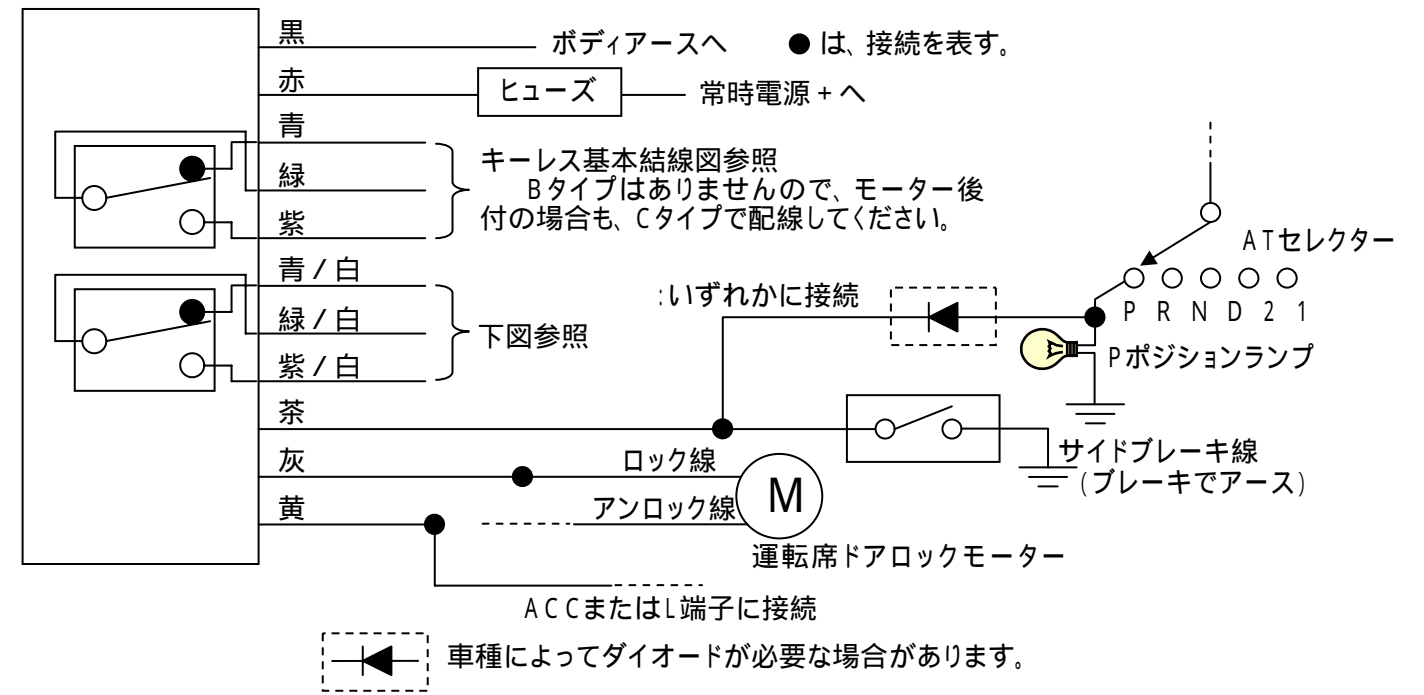 黒
ボディアースへ ● は、接続を表す。
赤
ヒューズ
常時電源 + へ
青
緑
紫
キーレス基本結線図参照
Bタイプはありませんので、モーター後
付の場合も、Cタイプで配線してください。
ATセレクター
P R N D 2 1
Pポジションランプ
青 / 白
緑 / 白
紫 / 白
下図参照
:いずれかに接続
茶
サイドブレーキ線
(ブレーキでアース)
灰
ロック線
黄
アンロック線
M
運転席ドアロックモーター
ACCまたはL端子に接続
車種によってダイオードが必要な場合があります。